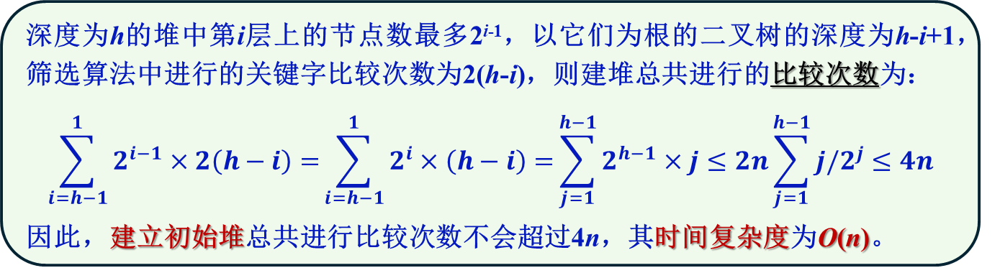 深度为h的堆中第i层上的节点数最多2^{i-1}，以它们为根的二叉树的深度为h-i+1，
筛选算法中进行的关键字比较次数为2(h-i)，则建堆总共进行的比较次数为：
\sum_{i=h-1}^{1} 2^{i-1} × 2(h − i) = \sum_{i=h-1}^{1} 2^{i} × (h − i) = \sum_{j=1}^{h-1} 2^{h-1} × j ≤ 2n \sum_{j=1}^{h-1} j/2^{j} ≤ 4n
因此，建立初始堆总共进行比较次数不会超过4n，其时间复杂度为O(n)。